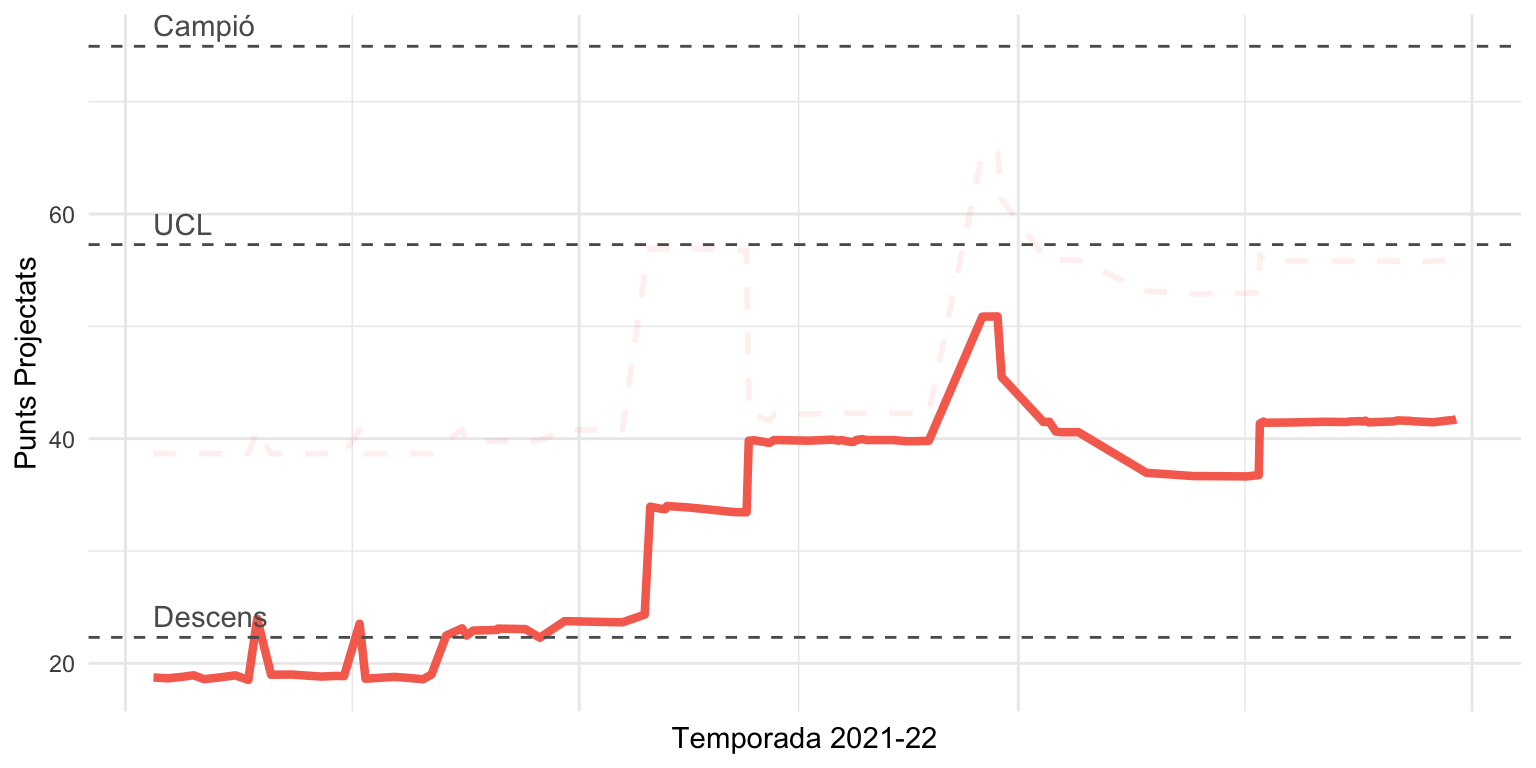 Campió
60
UCL
Punts Projectats
40
Descens
20
Temporada 2021-22